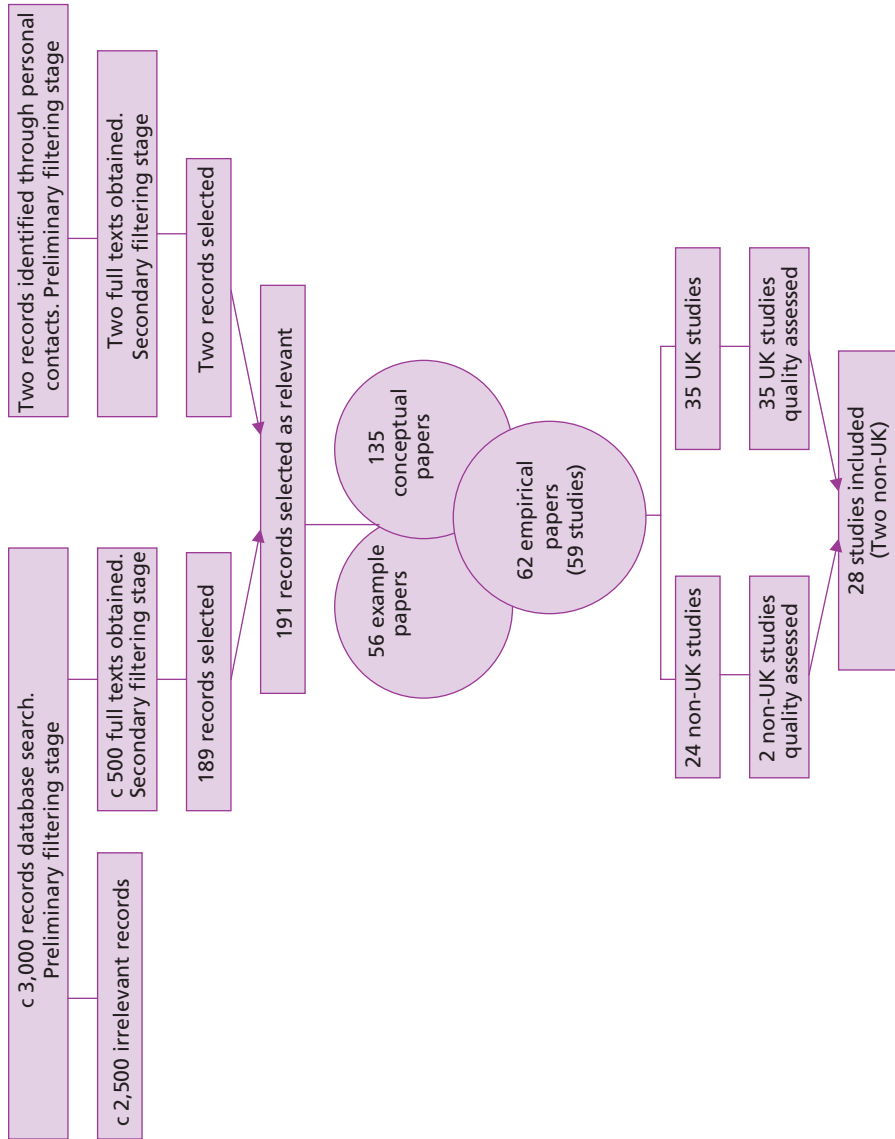 c 3,000 records database search.
Preliminary filtering stage
Two records identified through personal
contacts. Preliminary filtering stage
c 2,500 irrelevant records
c 500 full texts obtained.
Secondary filtering stage
Two full texts obtained.
Secondary filtering stage
189 records selected
Two records selected
191 records selected as relevant
56 example
papers
135
conceptual
papers
62 empirical
papers
(59 studies)
24 non-UK studies
35 UK studies
2 non-UK studies
quality assessed
35 UK studies
quality assessed
28 studies included
(Two non-UK)